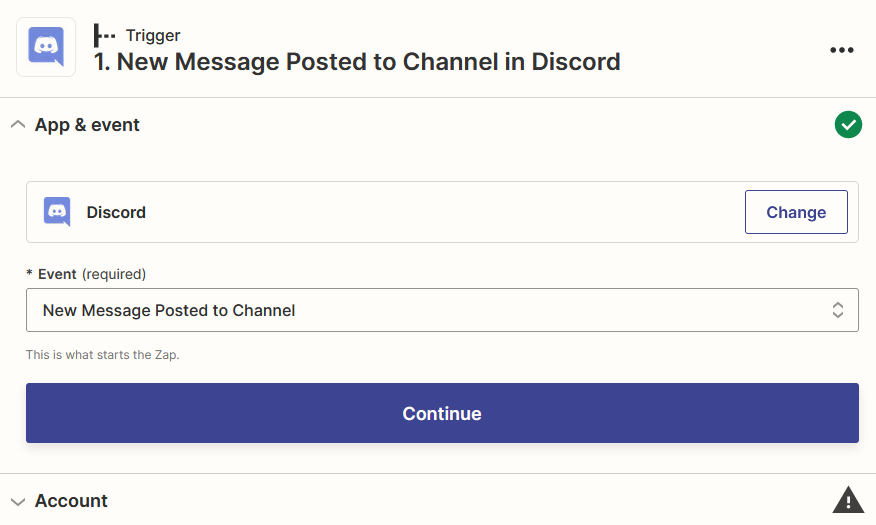 Trigger
1. New Message Posted to Channel in Discord
App & event
Discord
Change
* Event (required)
New Message Posted to Channel
This is what starts the Zap.
Continue
Account